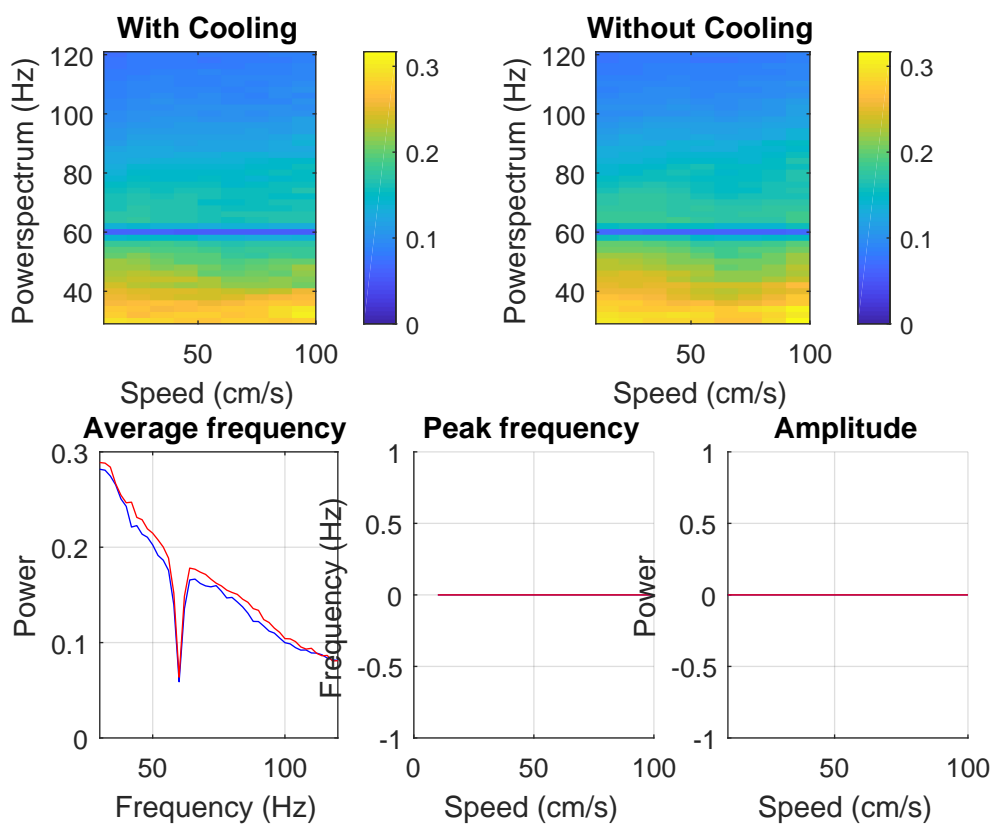 With Cooling
Without Cooling
Powerspectrum (Hz)
120
100
80
60
40
50
100
Speed (cm/s)
0.3
0.2
0.1
0
Powerspectrum (Hz)
120
100
80
60
40
50
100
Speed (cm/s)
0.3
0.2
0.1
0
Average frequency
Power
0.3
0.2
0.1
0
50
100
Frequency (Hz)
Peak frequency
Frequency (Hz)
1
0.5
0
-0.5
-1
0
50
100
Speed (cm/s)
Amplitude
Power
1
0.5
0
-0.5
-1
50
100
Speed (cm/s)